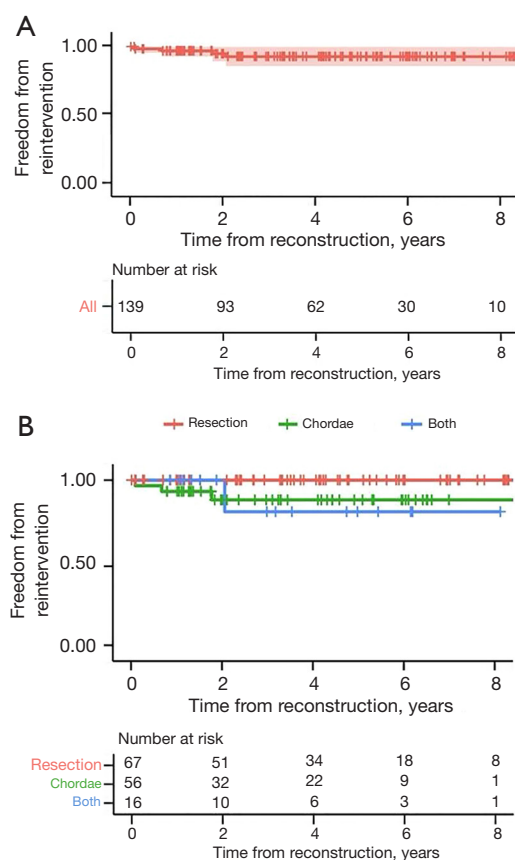 A
1.00
0.50
0.00
Freedom from
reintervention
0 2 4 6 8
Time from reconstruction, years
Number at risk
All 139 93 62 30 10
0 2 4 6 8
Time from reconstruction, years
B
Resection Chordae Both
1.00
0.50
0.00
Freedom from
reintervention
0 2 4 6 8
Time from reconstruction, years
Number at risk
Resection 67 51 34 18 8
Chordae 56 32 22 9 1
Both 16 10 6 3 1
0 2 4 6 8
Time from reconstruction, years